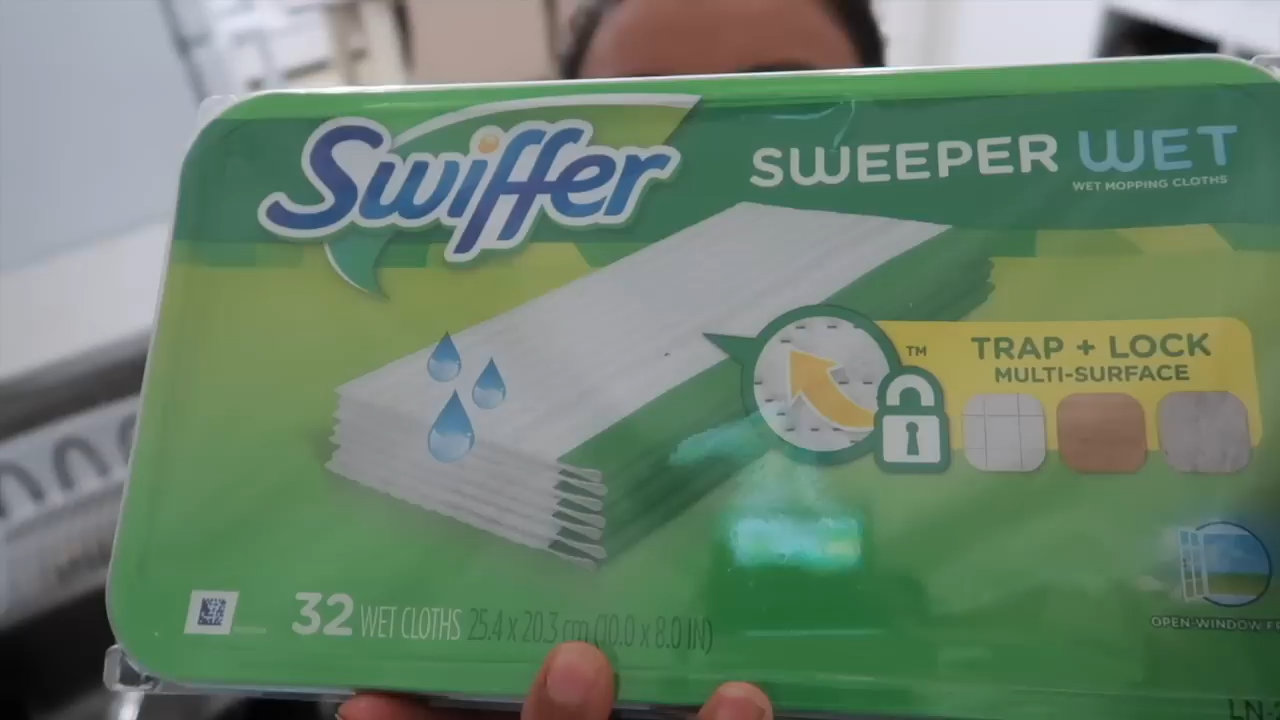 Swiffer
SWEEPER WET
WET MOPPING CLOTHS
TM
TRAP + LOCK
MULTI-SURFACE
OPEN-WINDOW
32 WET CLOTHS 25.4 x 20.3 cm (10.0 x 8.0 IN)